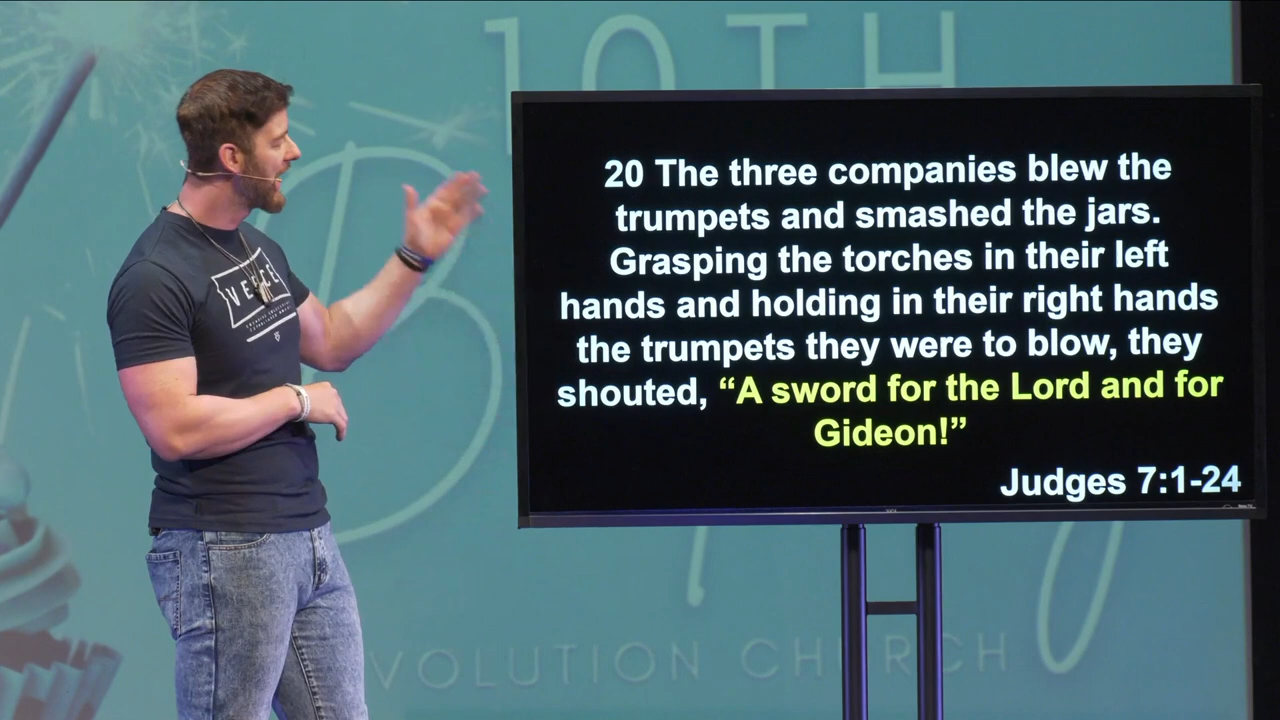 10TH
20 The three companies blew the
trumpets and smashed the jars.
Grasping the torches in their left
hands and holding in their right hands
the trumpets they were to blow, they
shouted, “A sword for the Lord and for
Gideon!”
Judges 7:1-24
VOLUTION CHURCH